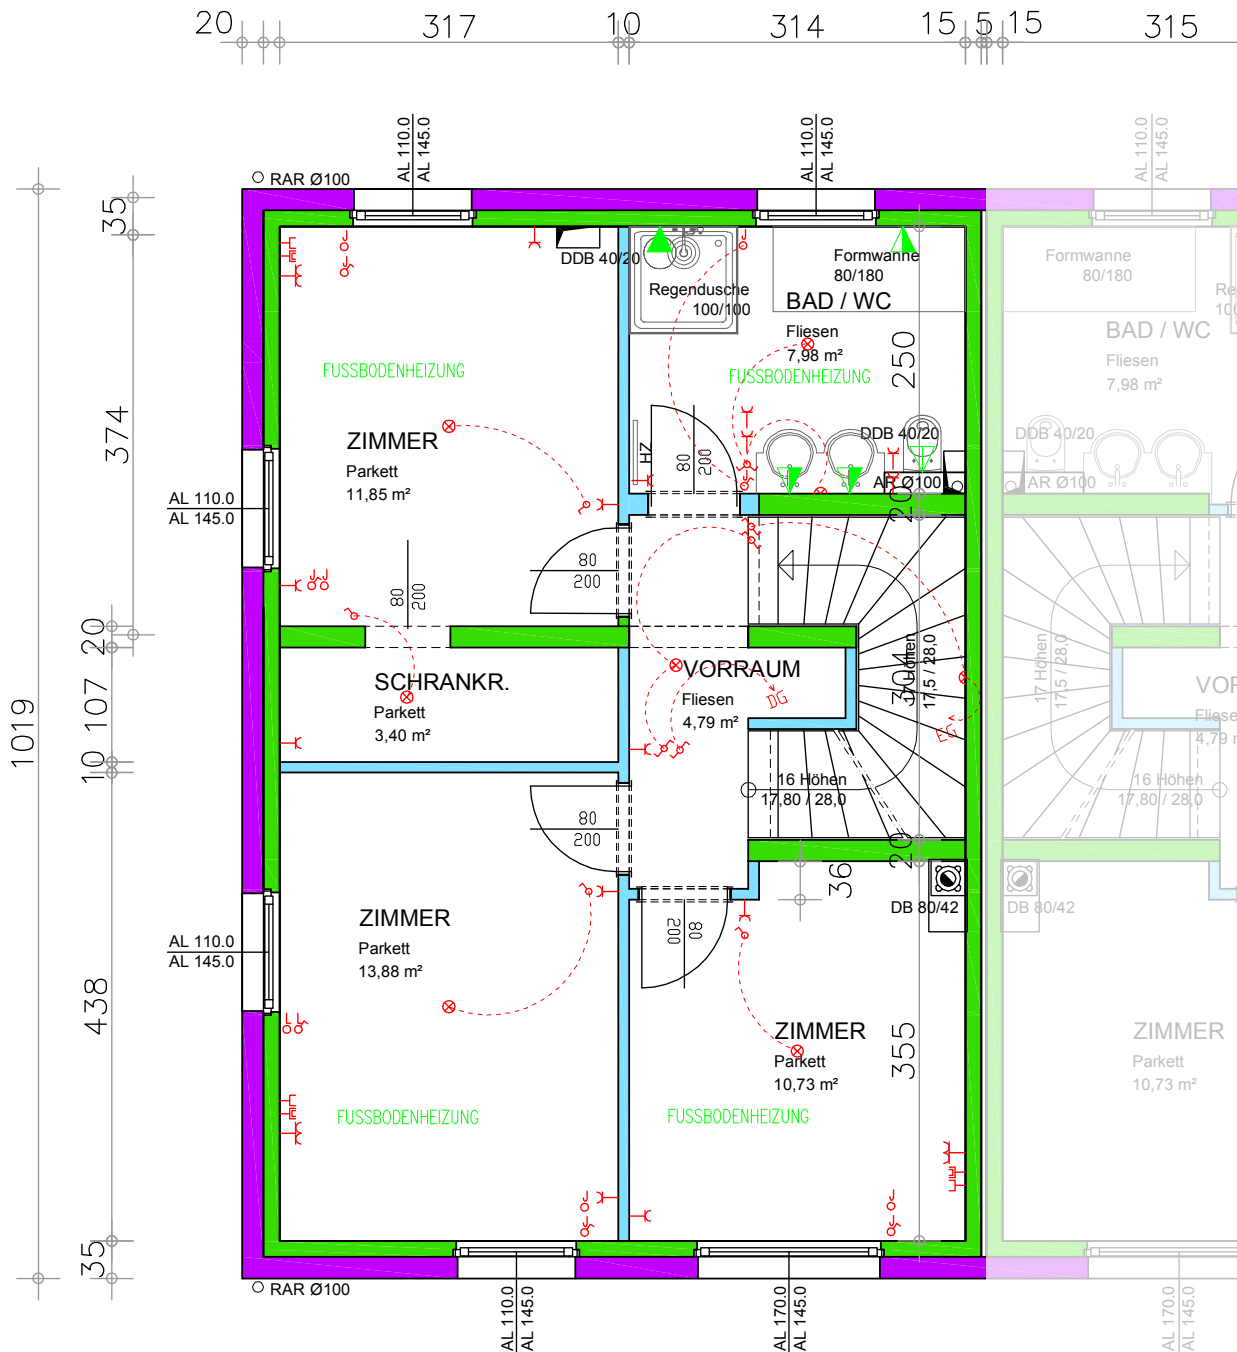 20
317
10
314
15
5
15
315
AL 110.0
AL 145.0
AL 110.0
AL 145.0
AL 110.0
AL 145.0
RAR Ø100
35
374
20
107
10
438
35
1019
DDB 40/20
Regendusche
100/100
Formwanne
80/180
BAD / WC
Fliesen
7,98 m²
FUSSBODENHEIZUNG
250
Formwanne
80/180
BAD / WC
Fliesen
7,98 m²
FUSSBODENHEIZUNG
ZIMMER
Parkett
11,85 m²
HZ
80
200
DDB 40/20
AR Ø100
20
DDB 40/20
AR Ø100
AL 110.0
AL 145.0
80
200
80
200
SCHRANKR.
Parkett
3,40 m²
VORRAUM
Fliesen
4,79 m²
DG
EG
304
17 Höhen
17,5 / 28,0
17 Höhen
17,5 / 28,0
16 Höhen
17,80 / 28,0
16 Höhen
17,80 / 28,0
80
200
20
36
DB 80/42
DB 80/42
80
200
ZIMMER
Parkett
13,88 m²
AL 110.0
AL 145.0
ZIMMER
Parkett
10,73 m²
355
ZIMMER
Parkett
10,73 m²
FUSSBODENHEIZUNG
FUSSBODENHEIZUNG
RAR Ø100
AL 110.0
AL 145.0
AL 170.0
AL 145.0
AL 170.0
AL 145.0